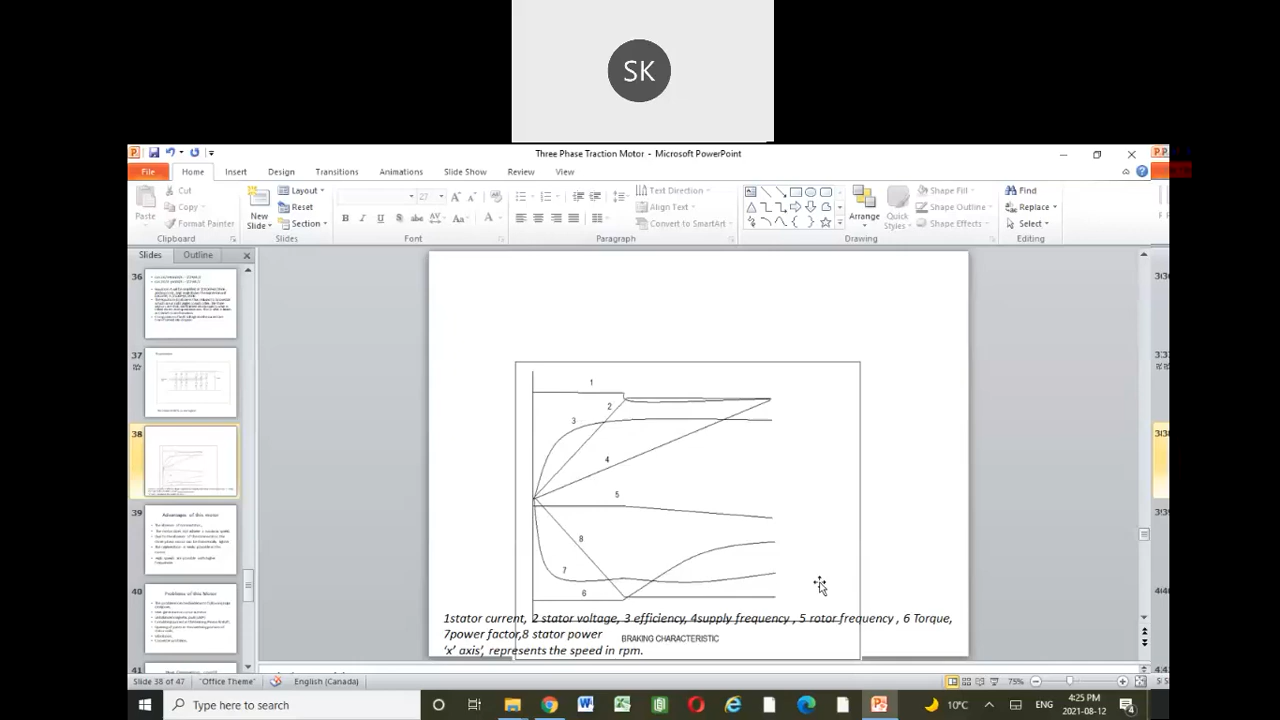 SK
Three Phase Traction Motor - Microsoft PowerPoint
File Home Insert Design Transitions Animations Slide Show Review View
Cut
Copy
Format Painter
Paste
Clipboard
New
Slide
Layout
Reset
Section
Slides
27
Font
Text Direction
Align Text
Convert to SmartArt
Paragraph
Arrange
Quick
Styles
Shape Fill
Shape Outline
Shape Effects
Drawing
Find
Replace
Select
Editing
Slides Outline
36
37
38
39
Advantages of this motor
40
Problems of this Motor
41
1
2
3
4
5
8
7
6
1stator current, 2 stator volvage, 3 efficiency, 4supply frequency , 5 rotor frequency , 6 Torque,
7power factor,8 stator power
BRAKING CHARACTERISTIC
'x' axis', represents the speed in rpm.
Slide 38 of 47 "Office Theme" English (Canada) 75%
Type here to search
10°C ENG
4:25 PM
2021-08-12